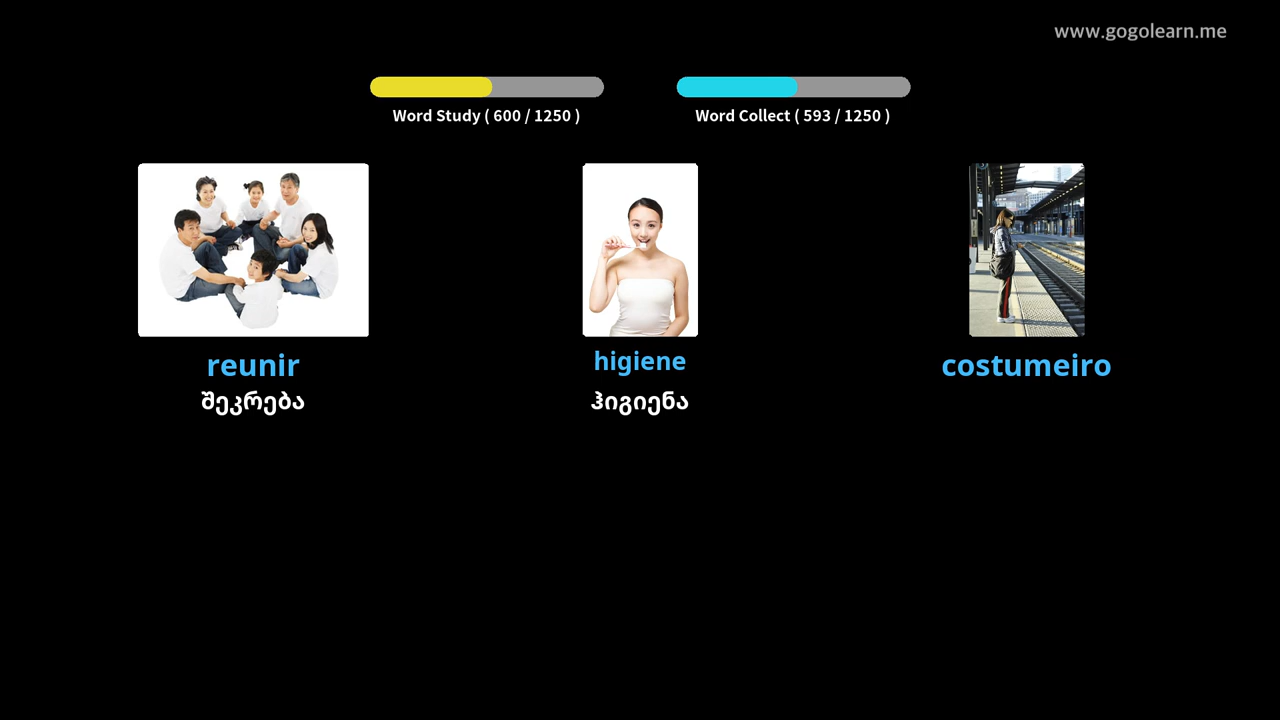 www.gogolearn.me
Word Study ( 600 / 1250 )
Word Collect ( 593 / 1250 )
reunir
შეკრება
higiene
ჰიგიენა
costumeiro